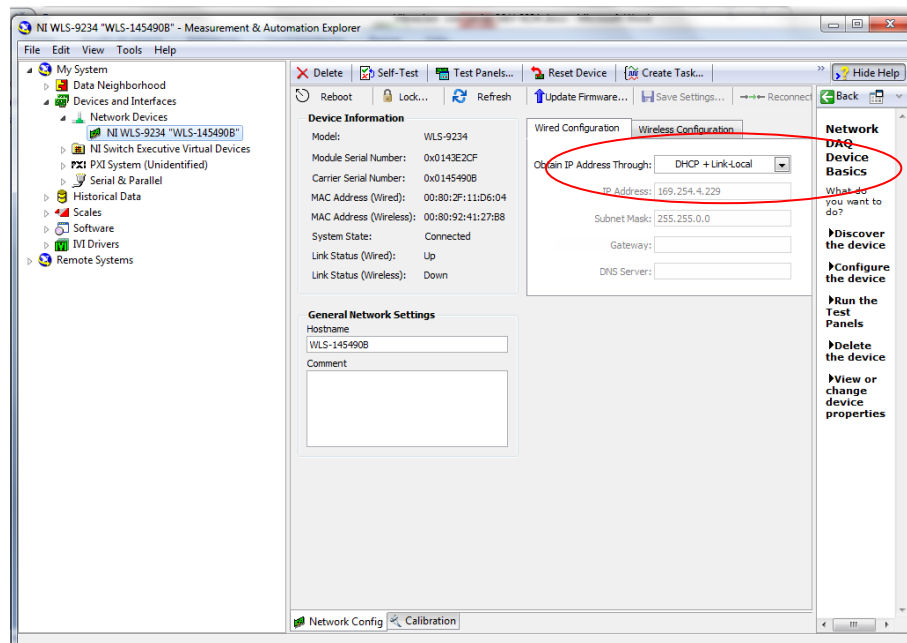 NI WLS-9234 "WLS-145490B" - Measurement & Automation Explorer
File Edit View Tools Help
My System
Data Neighborhood
Devices and Interfaces
Network Devices
NI WLS-9234 "WLS-145490B"
NI Switch Executive Virtual Devices
PXI PXI System (Unidentified)
Serial & Parallel
Historical Data
Scales
Software
IVI IVI Drivers
Remote Systems
Delete Self-Test Test Panels... Reset Device Create Task... » Hide Help
Reboot Lock... Refresh Update Firmware... Save Settings... Reconnect
Device Information
Model: WLS-9234
Module Serial Number: 0x0143E2CF
Carrier Serial Number: 0x0145490B
MAC Address (Wired): 00:80:2F:11:D6:04
MAC Address (Wireless): 00:80:92:41:27:B8
System State: Connected
Link Status (Wired): Up
Link Status (Wireless): Down
General Network Settings
Hostname
WLS-145490B
Comment
Wired Configuration Wireless Configuration
Obtain IP Address Through: DHCP + Link-Local
IP Address: 169.254.4.229
Subnet Mask: 255.255.0.0
Gateway:
DNS Server:
Network Config Calibration
Back
Network
DAQ
Device
Basics
What do
you want to
do?
Discover
the device
Configure
the device
Run the
Test
Panels
Delete
the device
View or
change
device
properties